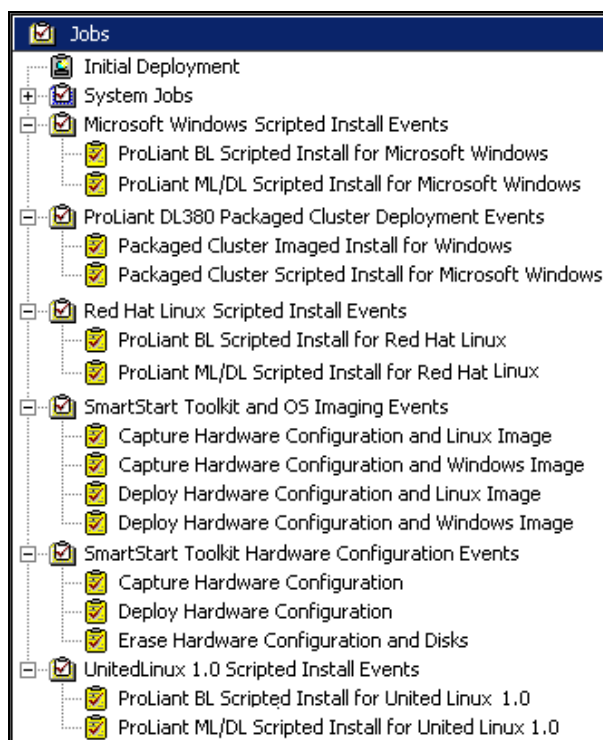 Jobs
Initial Deployment
System Jobs
Microsoft Windows Scripted Install Events
ProLiant BL Scripted Install for Microsoft Windows
ProLiant ML/DL Scripted Install for Microsoft Windows
ProLiant DL380 Packaged Cluster Deployment Events
Packaged Cluster Imaged Install for Windows
Packaged Cluster Scripted Install for Microsoft Windows
Red Hat Linux Scripted Install Events
ProLiant BL Scripted Install for Red Hat Linux
ProLiant ML/DL Scripted Install for Red Hat Linux
SmartStart Toolkit and OS Imaging Events
Capture Hardware Configuration and Linux Image
Capture Hardware Configuration and Windows Image
Deploy Hardware Configuration and Linux Image
Deploy Hardware Configuration and Windows Image
SmartStart Toolkit Hardware Configuration Events
Capture Hardware Configuration
Deploy Hardware Configuration
Erase Hardware Configuration and Disks
UnitedLinux 1.0 Scripted Install Events
ProLiant BL Scripted Install for United Linux 1.0
ProLiant ML/DL Scripted Install for United Linux 1.0